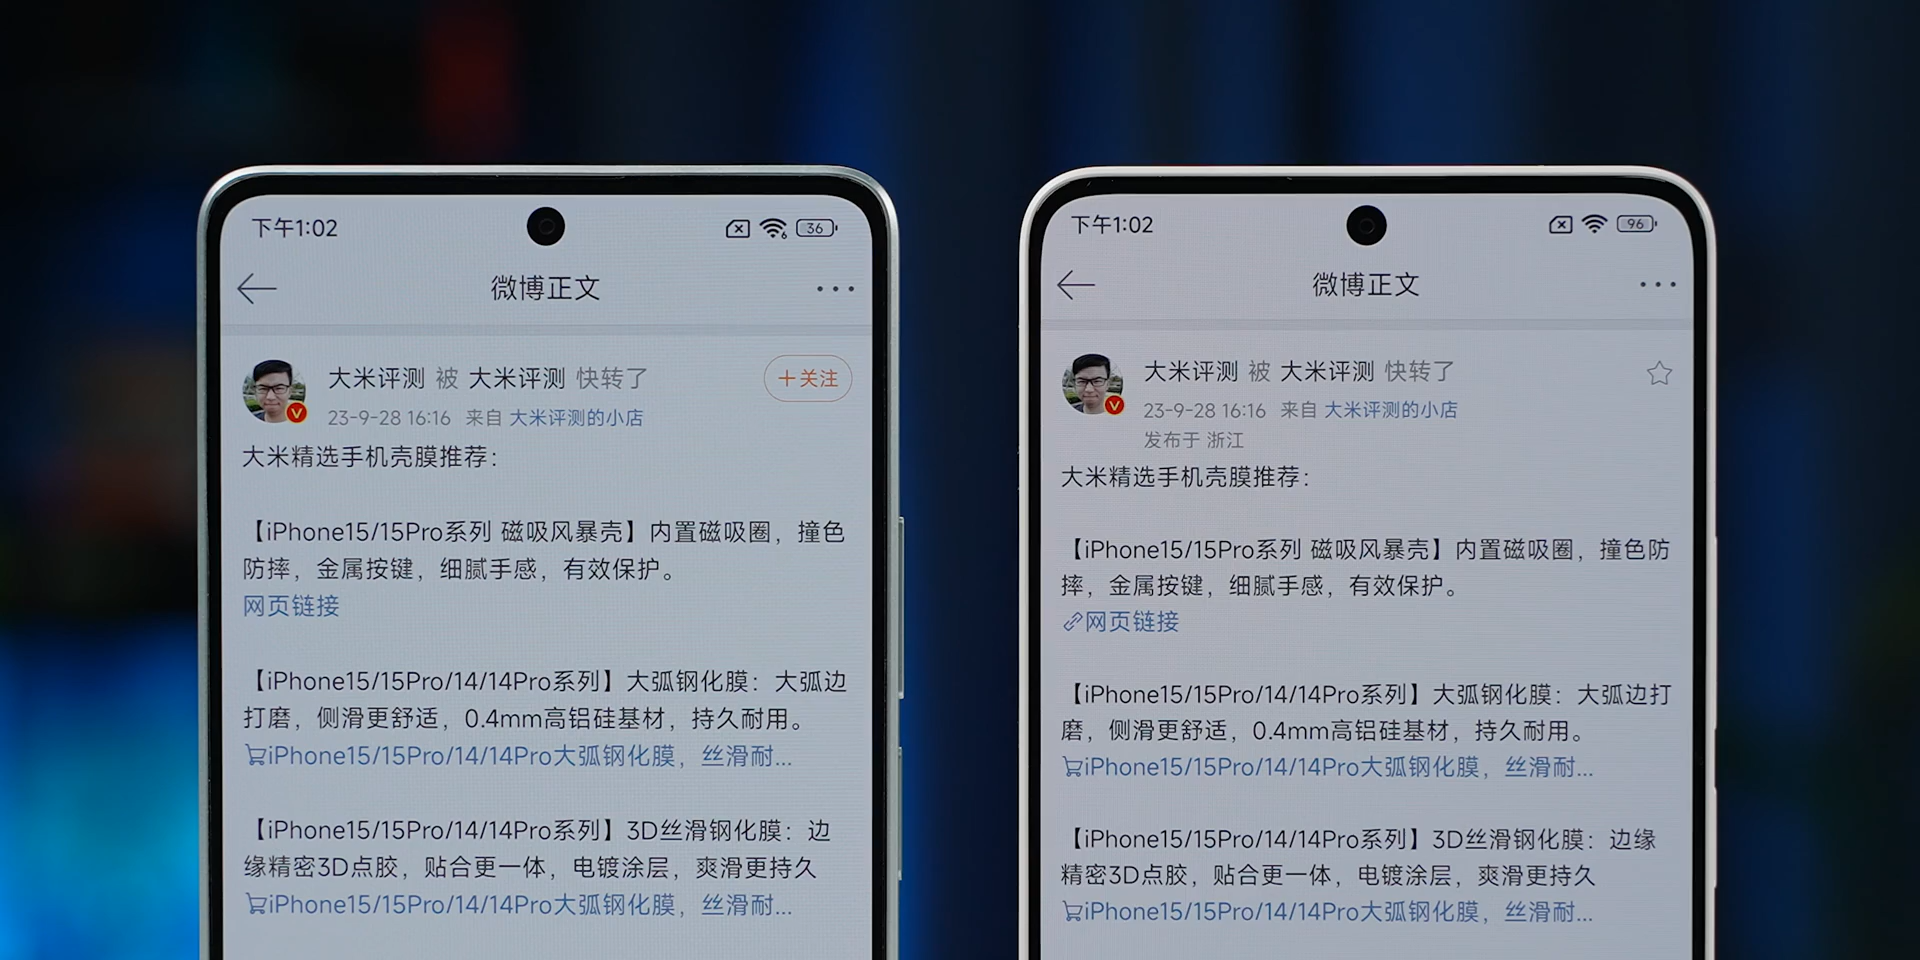 下午1:02
36
微博正文
大米评测 被 大米评测 快转了
+关注
23-9-28 16:16 来自 大米评测的小店
大米精选手机壳膜推荐：
【iPhone15/15Pro系列 磁吸风暴壳】内置磁吸圈，撞色
防摔，金属按键，细腻手感，有效保护。
网页链接
【iPhone15/15Pro/14/14Pro系列】大弧钢化膜：大弧边
打磨，侧滑更舒适，0.4mm高铝硅基材，持久耐用。
iPhone15/15Pro/14/14Pro大弧钢化膜，丝滑耐...
【iPhone15/15Pro/14/14Pro系列】3D丝滑钢化膜：边
缘精密3D点胶，贴合更一体，电镀涂层，爽滑更持久
iPhone15/15Pro/14/14Pro大弧钢化膜，丝滑耐...
下午1:02
96
微博正文
大米评测 被 大米评测 快转了
23-9-28 16:16 来自 大米评测的小店
发布于 浙江
大米精选手机壳膜推荐：
【iPhone15/15Pro系列 磁吸风暴壳】内置磁吸圈，撞色防
摔，金属按键，细腻手感，有效保护。
网页链接
【iPhone15/15Pro/14/14Pro系列】大弧钢化膜：大弧边打
磨，侧滑更舒适，0.4mm高铝硅基材，持久耐用。
iPhone15/15Pro/14/14Pro大弧钢化膜，丝滑耐...
【iPhone15/15Pro/14/14Pro系列】3D丝滑钢化膜：边缘
精密3D点胶，贴合更一体，电镀涂层，爽滑更持久
iPhone15/15Pro/14/14Pro大弧钢化膜，丝滑耐...